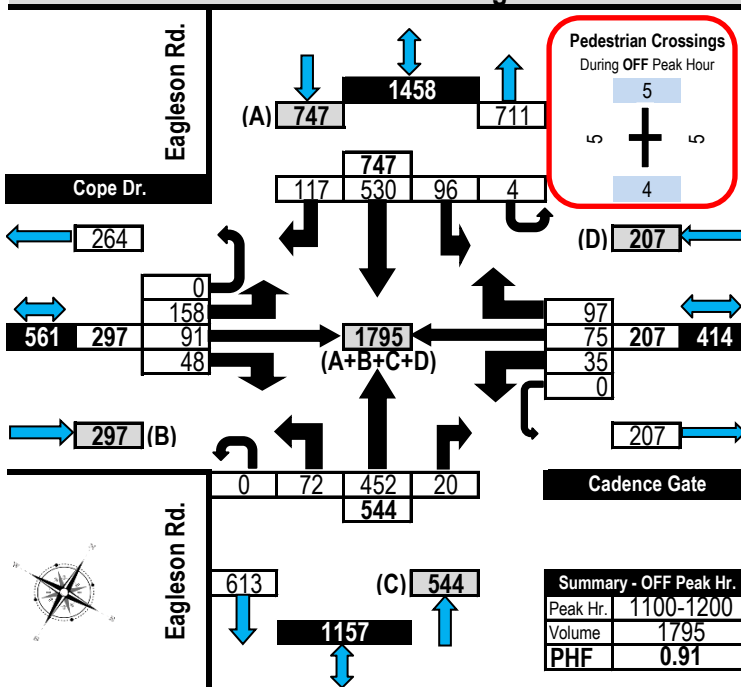 Eagleson Rd.
Pedestrian Crossings
During OFF Peak Hour
5
5 5
4
1458
(A) 747 711
747
117 530 96 4
Cope Dr.
264
(D) 207
0
158
91
48
561 297
1795
(A+B+C+D)
97
75
35
0
207 414
297 (B)
207
0 72 452 20
544
Cadence Gate
Eagleson Rd.
613
(C) 544
1157
Summary - OFF Peak Hr.
Peak Hr. 1100-1200
Volume 1795
PHF 0.91